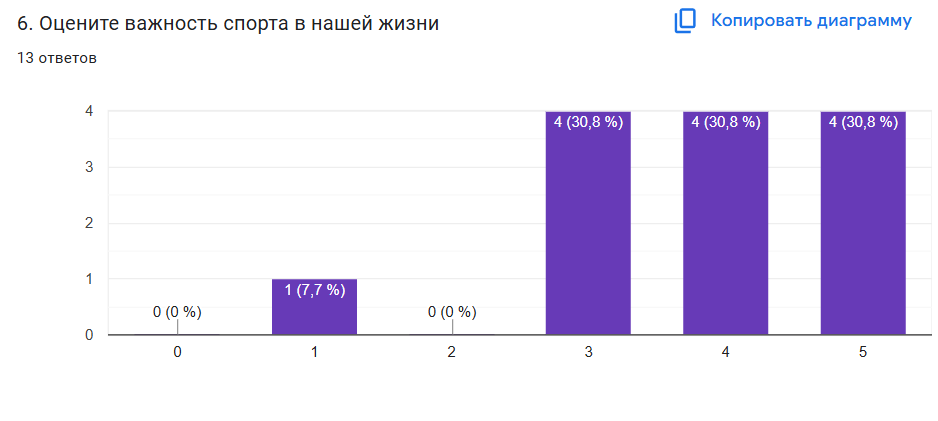 6. Оцените важность спорта в нашей жизни
Копировать диаграмму
13 ответов
4
3
2
1
0
0 (0 %)
1 (7,7 %)
0 (0 %)
4 (30,8 %)
4 (30,8 %)
4 (30,8 %)
0
1
2
3
4
5